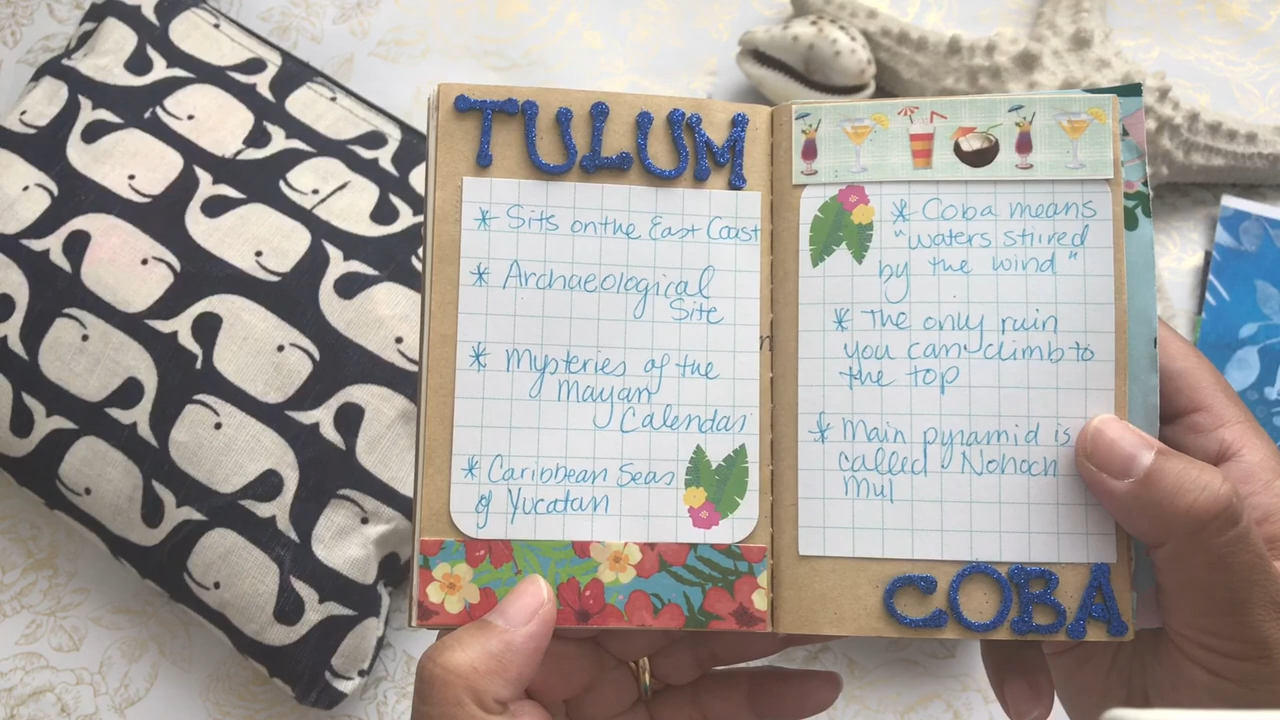 TULUM
* Sits on the East Coast
* Archaeological
Site
* Mysteries of the
Mayan
Calendar
* Caribbean Seas
of Yucatan
* Coba means
"waters stirred
by the wind"
* The only ruin
you can climb to
the top
* Main pyramid is
called Nohoch
Mul
COBA